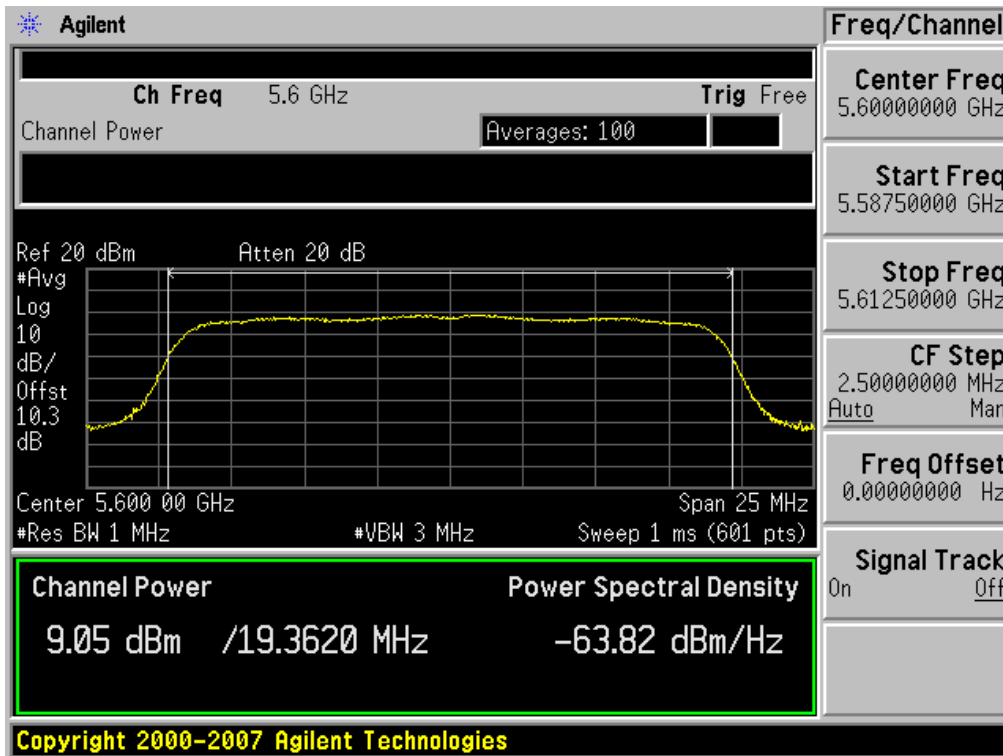 Agilent
Freq/Channel
Ch Freq 5.6 GHz Trig Free
Channel Power Averages: 100
Center Freq
5.60000000 GHz
Start Freq
5.58750000 GHz
Stop Freq
5.61250000 GHz
CF Step
2.50000000 MHz
Auto Man
Freq Offset
0.00000000 Hz
Signal Track
On Off
Ref 20 dBm Atten 20 dB
#Avg
Log
10
dB/
Offst
10.3
dB
Center 5.600 00 GHz Span 25 MHz
#Res BW 1 MHz #VBW 3 MHz Sweep 1 ms (601 pts)
Channel Power Power Spectral Density
9.05 dBm /19.3620 MHz -63.82 dBm/Hz
Copyright 2000-2007 Agilent Technologies